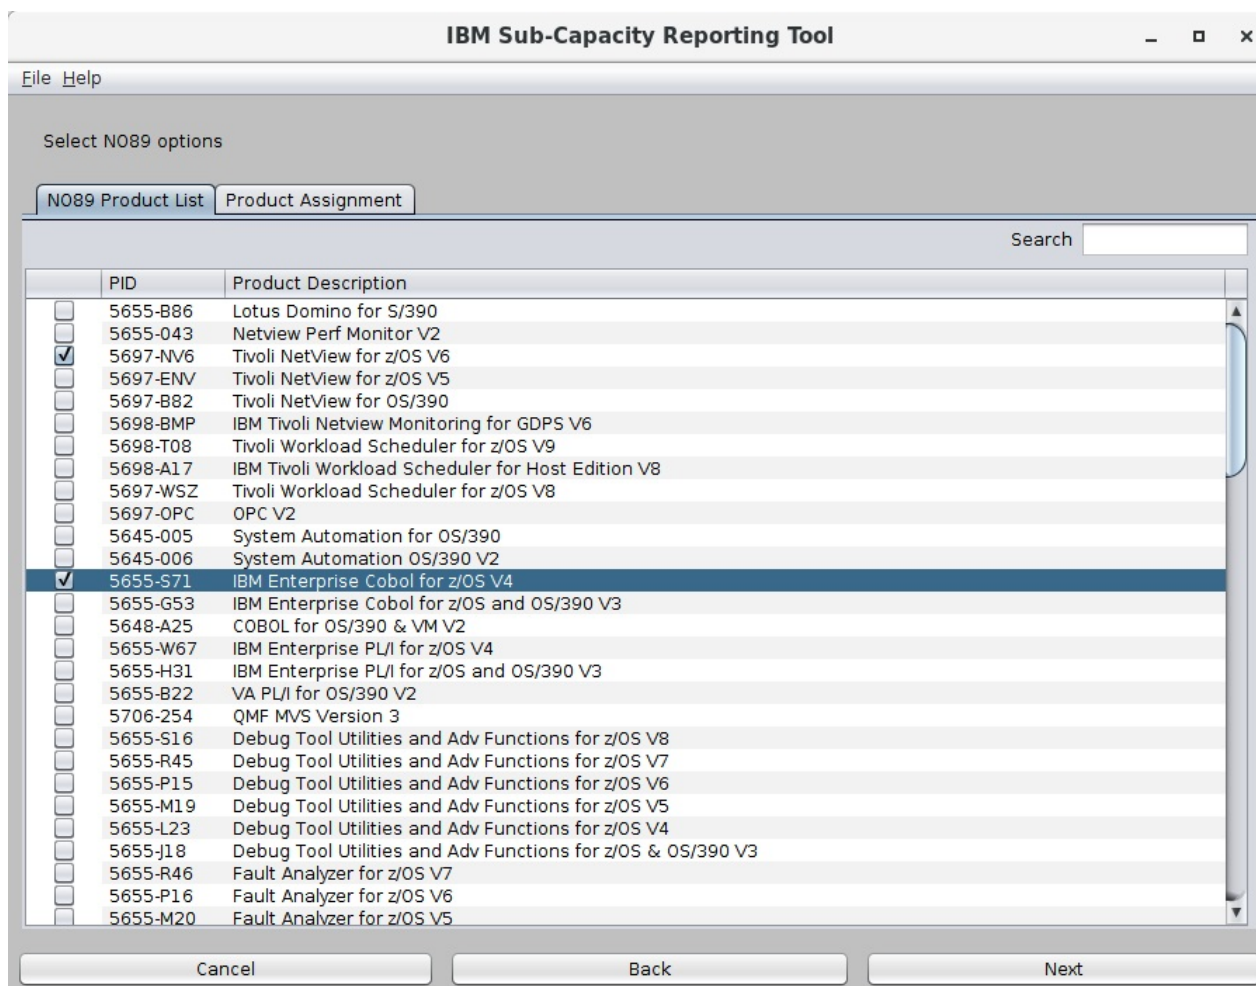 IBM Sub-Capacity Reporting Tool
File Help
Select NO89 options
NO89 Product List Product Assignment
Search
PID Product Description
5655-B86 Lotus Domino for S/390
5655-043 Netview Perf Monitor V2
5697-NV6 Tivoli NetView for z/OS V6
5697-ENV Tivoli NetView for z/OS V5
5697-B82 Tivoli NetView for OS/390
5698-BMP IBM Tivoli Netview Monitoring for GDPS V6
5698-T08 Tivoli Workload Scheduler for z/OS V9
5698-A17 IBM Tivoli Workload Scheduler for Host Edition V8
5697-WSZ Tivoli Workload Scheduler for z/OS V8
5697-OPC OPC V2
5645-005 System Automation for OS/390
5645-006 System Automation OS/390 V2
5655-S71 IBM Enterprise Cobol for z/OS V4
5655-G53 IBM Enterprise Cobol for z/OS and OS/390 V3
5648-A25 COBOL for OS/390 & VM V2
5655-W67 IBM Enterprise PL/I for z/OS V4
5655-H31 IBM Enterprise PL/I for z/OS and OS/390 V3
5655-B22 VA PL/I for OS/390 V2
5706-254 QMF MVS Version 3
5655-S16 Debug Tool Utilities and Adv Functions for z/OS V8
5655-R45 Debug Tool Utilities and Adv Functions for z/OS V7
5655-P15 Debug Tool Utilities and Adv Functions for z/OS V6
5655-M19 Debug Tool Utilities and Adv Functions for z/OS V5
5655-L23 Debug Tool Utilities and Adv Functions for z/OS V4
5655-J18 Debug Tool Utilities and Adv Functions for z/OS & OS/390 V3
5655-R46 Fault Analyzer for z/OS V7
5655-P16 Fault Analyzer for z/OS V6
5655-M20 Fault Analyzer for z/OS V5
Cancel Back Next